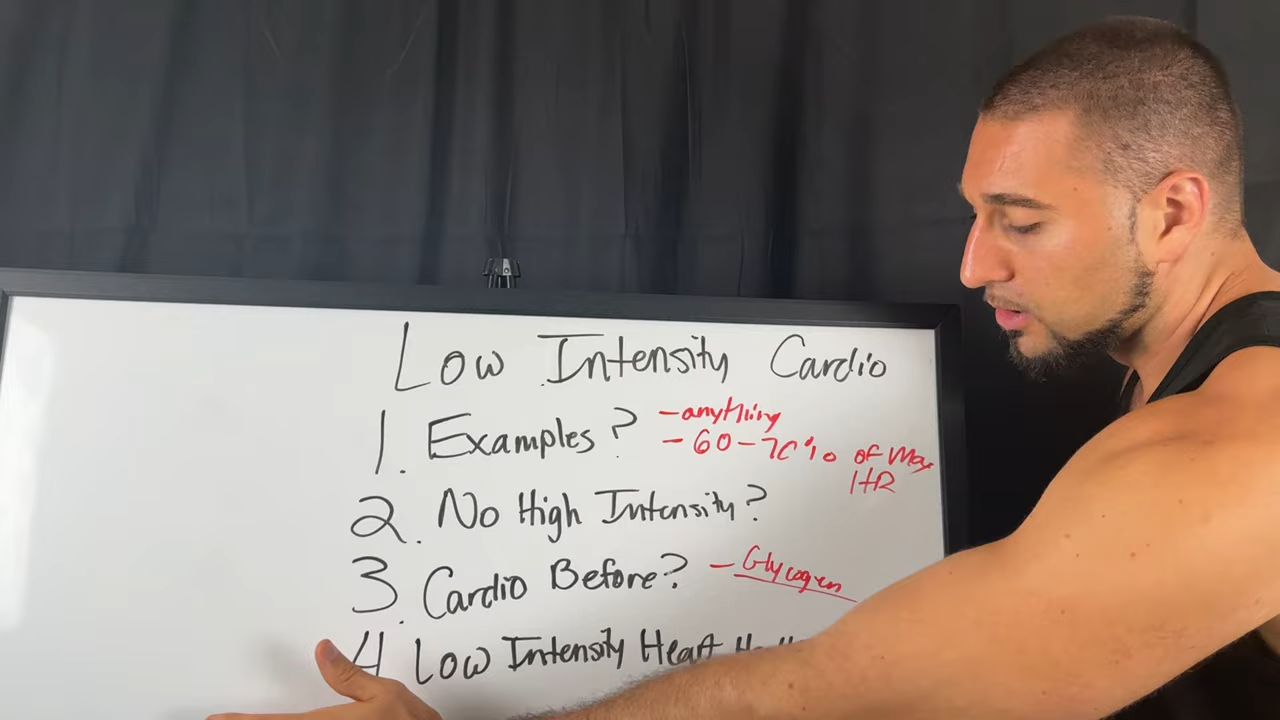 Low Intensity Cardio
1. Examples? - anything
- 60-70% of Max
HR
2. No High Intensity?
3. Cardio Before? - Glycogen
4 Low Intensity Heart